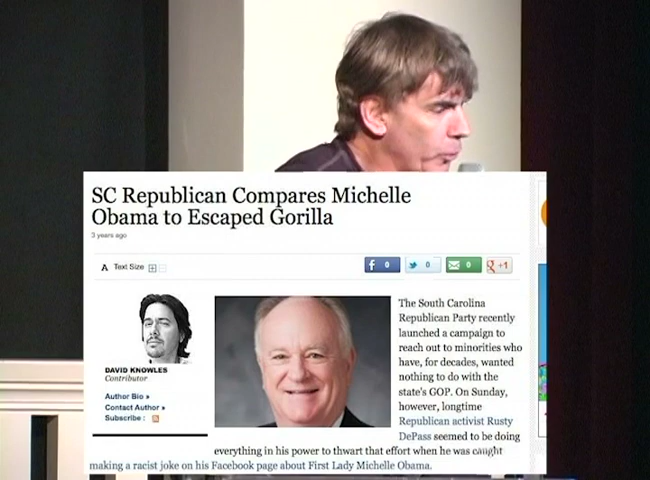 SC Republican Compares Michelle
Obama to Escaped Gorilla
3 years ago
A Text Size
0
0
0
+1
DAVID KNOWLES
Contributor
Author Bio
Contact Author
Subscribe :
The South Carolina
Republican Party recently
launched a campaign to
reach out to minorities who
have, for decades, wanted
nothing to do with the
state's GOP. On Sunday,
however, longtime
Republican activist Rusty
DePass seemed to be doing
everything in his power to thwart that effort when he was caught
making a racist joke on his Facebook page about First Lady Michelle Obama.